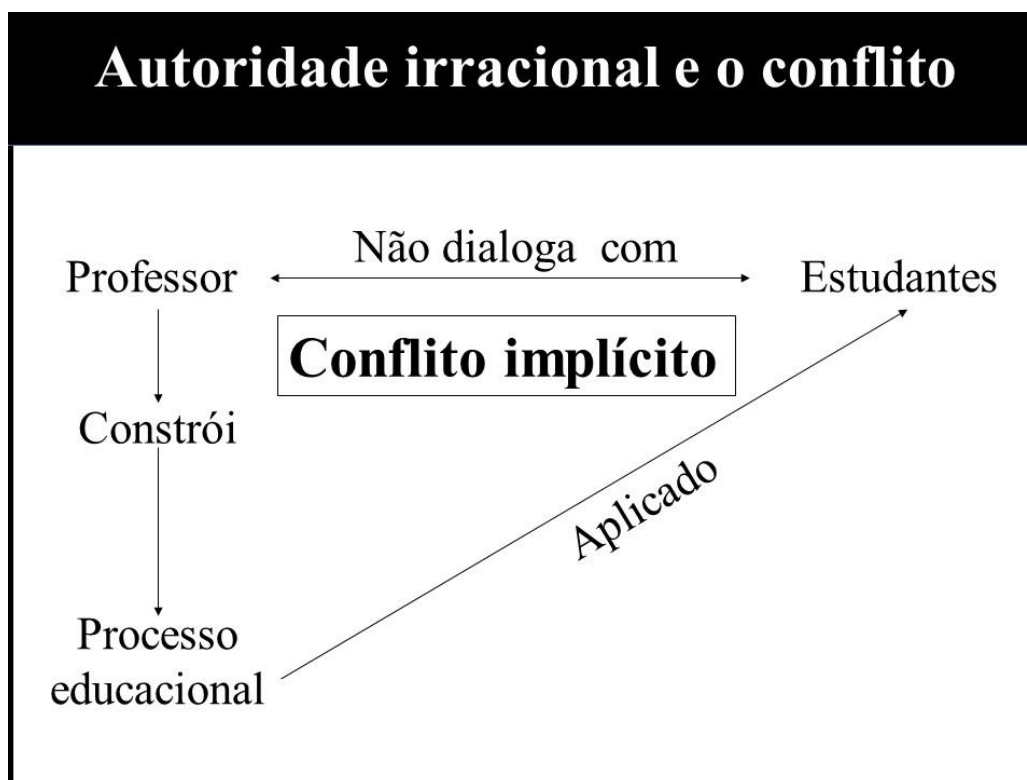 Autoridade irracional e o conflito
Não dialoga com
Professor
Estudantes
Conflito implícito
Constrói
Aplicado
Processo
educacional